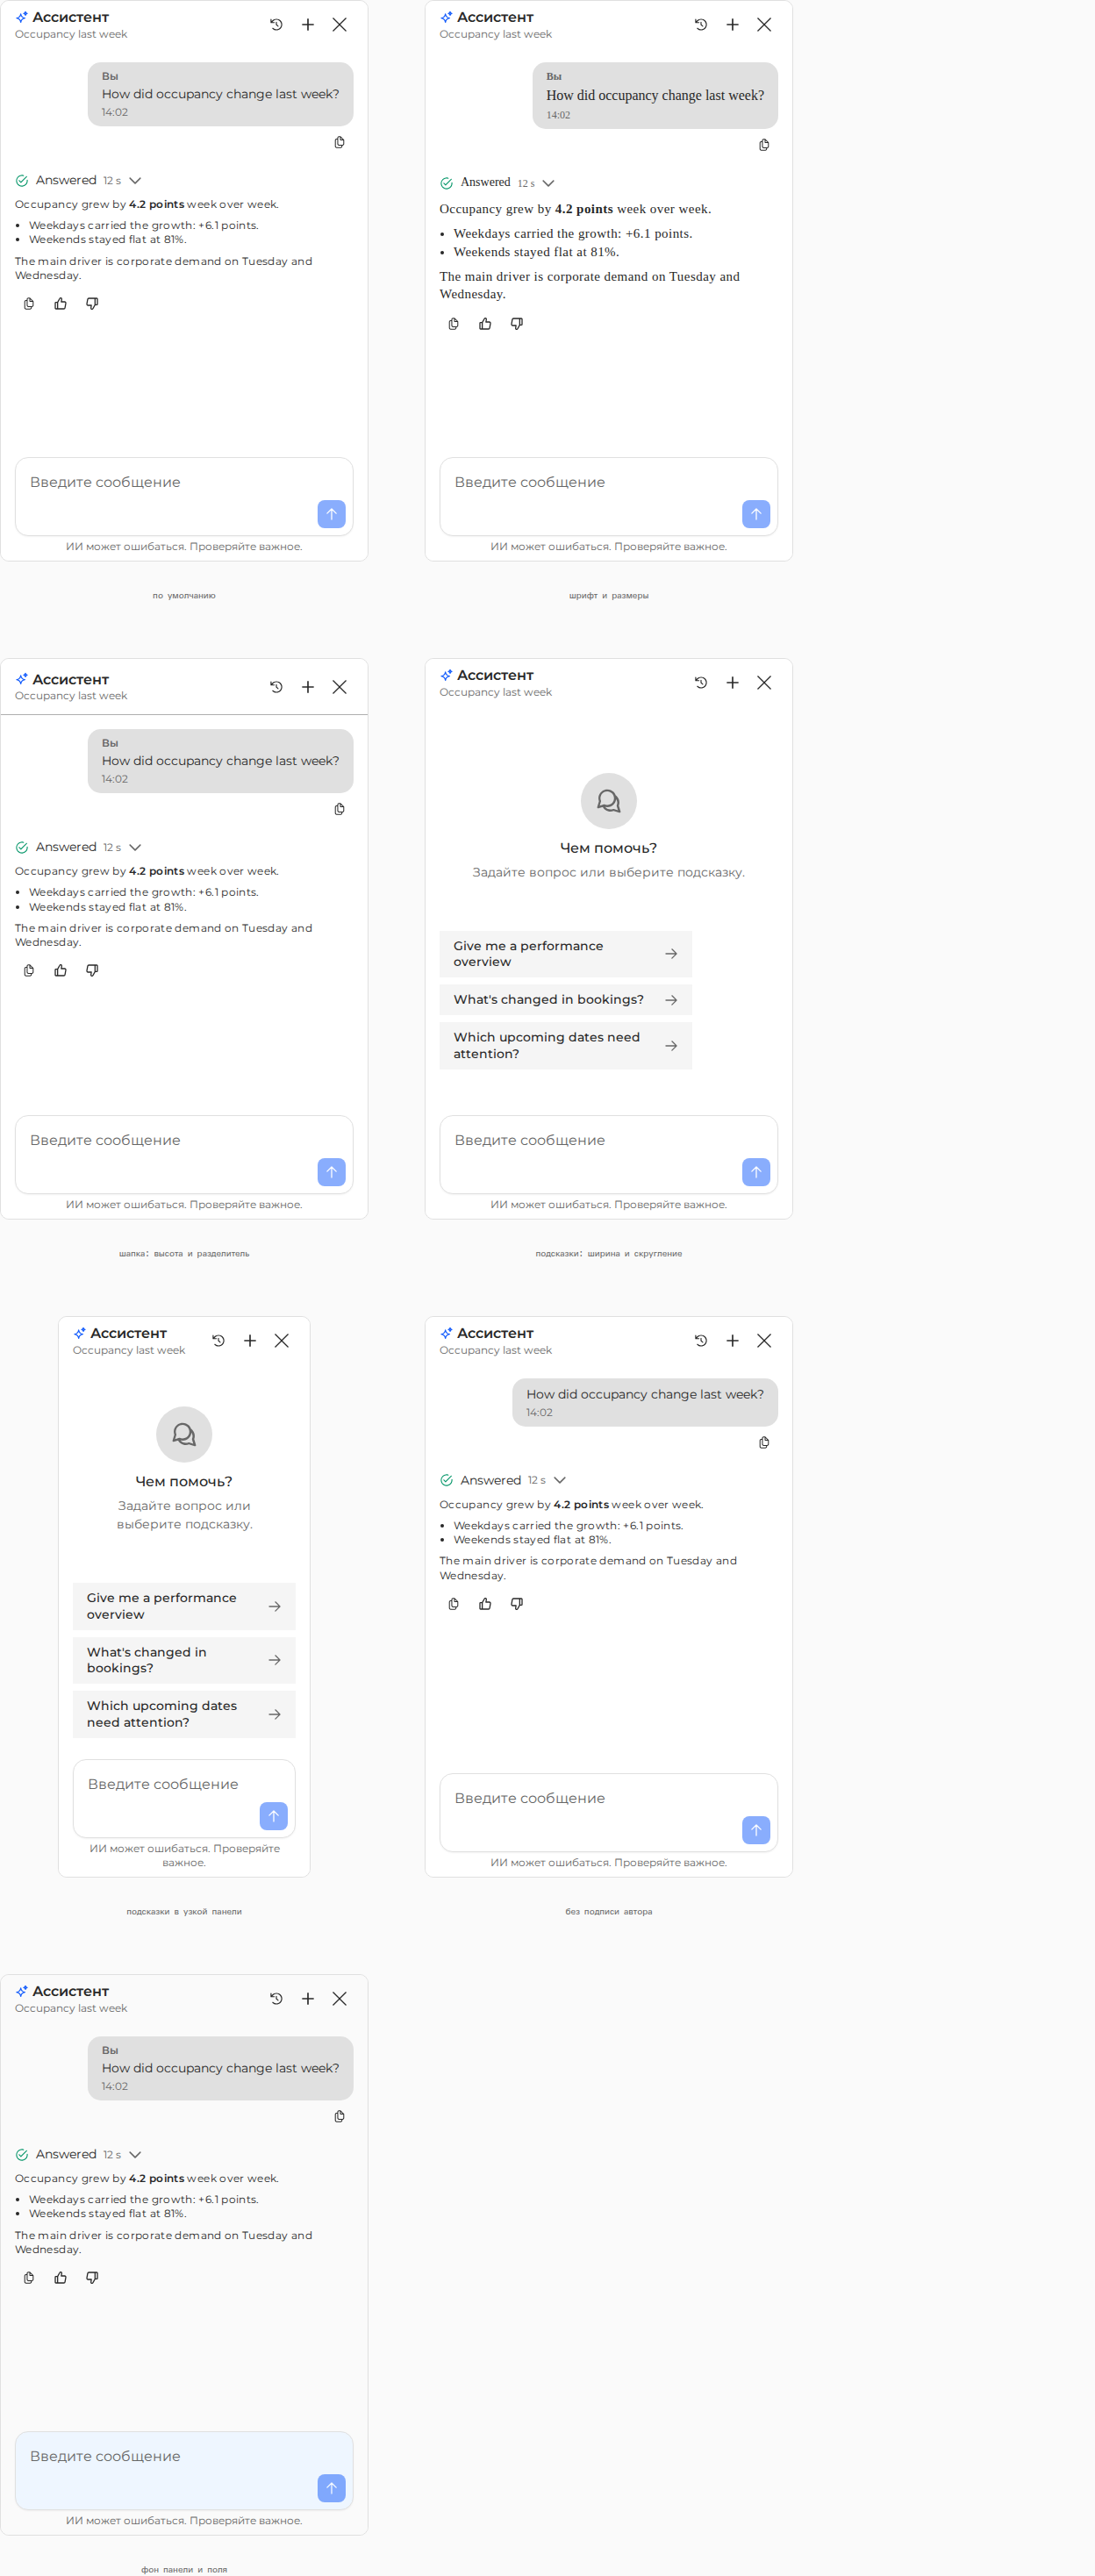 Ассистент
Occupancy last week
Вы
How did occupancy change last week?
14:02
Answered 12 s
Occupancy grew by 4.2 points week over week.
• Weekdays carried the growth: +6.1 points.
• Weekends stayed flat at 81%.
The main driver is corporate demand on Tuesday and
Wednesday.
Введите сообщение
ИИ может ошибаться. Проверяйте важное.
по умолчанию
Ассистент
Occupancy last week
Вы
How did occupancy change last week?
14:02
Answered 12 s
Occupancy grew by 4.2 points week over week.
• Weekdays carried the growth: +6.1 points.
• Weekends stayed flat at 81%.
The main driver is corporate demand on Tuesday and
Wednesday.
Введите сообщение
ИИ может ошибаться. Проверяйте важное.
шрифт и размеры
Ассистент
Occupancy last week
Вы
How did occupancy change last week?
14:02
Answered 12 s
Occupancy grew by 4.2 points week over week.
• Weekdays carried the growth: +6.1 points.
• Weekends stayed flat at 81%.
The main driver is corporate demand on Tuesday and
Wednesday.
Введите сообщение
ИИ может ошибаться. Проверяйте важное.
шапка: высота и разделитель
Ассистент
Occupancy last week
Чем помочь?
Задайте вопрос или выберите подсказку.
Give me a performance
overview
What's changed in bookings?
Which upcoming dates need
attention?
Введите сообщение
ИИ может ошибаться. Проверяйте важное.
подсказки: ширина и скругление
Ассистент
Occupancy last week
Чем помочь?
Задайте вопрос или
выберите подсказку.
Give me a performance
overview
What's changed in
bookings?
Which upcoming dates
need attention?
Введите сообщение
ИИ может ошибаться. Проверяйте
важное.
подсказки в узкой панели
Ассистент
Occupancy last week
How did occupancy change last week?
14:02
Answered 12 s
Occupancy grew by 4.2 points week over week.
• Weekdays carried the growth: +6.1 points.
• Weekends stayed flat at 81%.
The main driver is corporate demand on Tuesday and
Wednesday.
Введите сообщение
ИИ может ошибаться. Проверяйте важное.
без подписи автора
Ассистент
Occupancy last week
Вы
How did occupancy change last week?
14:02
Answered 12 s
Occupancy grew by 4.2 points week over week.
• Weekdays carried the growth: +6.1 points.
• Weekends stayed flat at 81%.
The main driver is corporate demand on Tuesday and
Wednesday.
Введите сообщение
ИИ может ошибаться. Проверяйте важное.
фон панели и поля